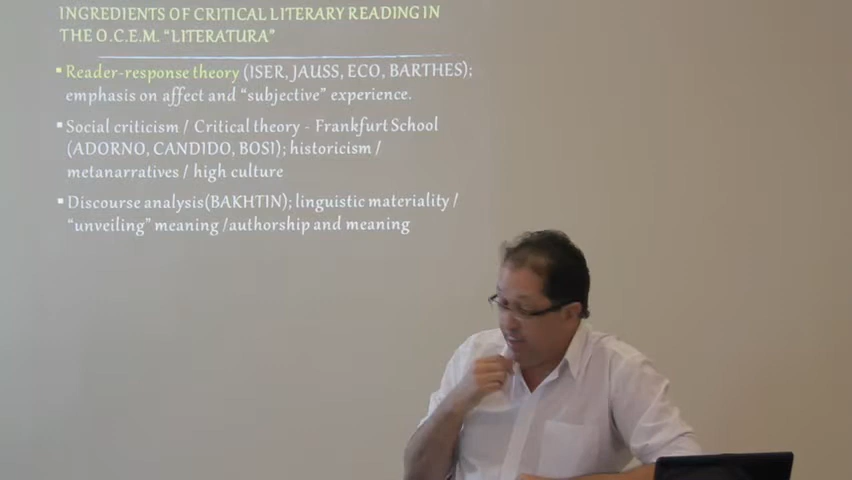 INGREDIENTS OF CRITICAL LITERARY READING IN
THE O.C.E.M. “LITERATURA”
▪ Reader-response theory (ISER, JAUSS, ECO, BARTHES);
emphasis on affect and “subjective” experience.
▪ Social criticism / Critical theory - Frankfurt School
(ADORNO, CANDIDO, BOSI); historicism /
metanarratives / high culture
▪ Discourse analysis(BAKHTIN); linguistic materiality /
“unveiling” meaning /authorship and meaning